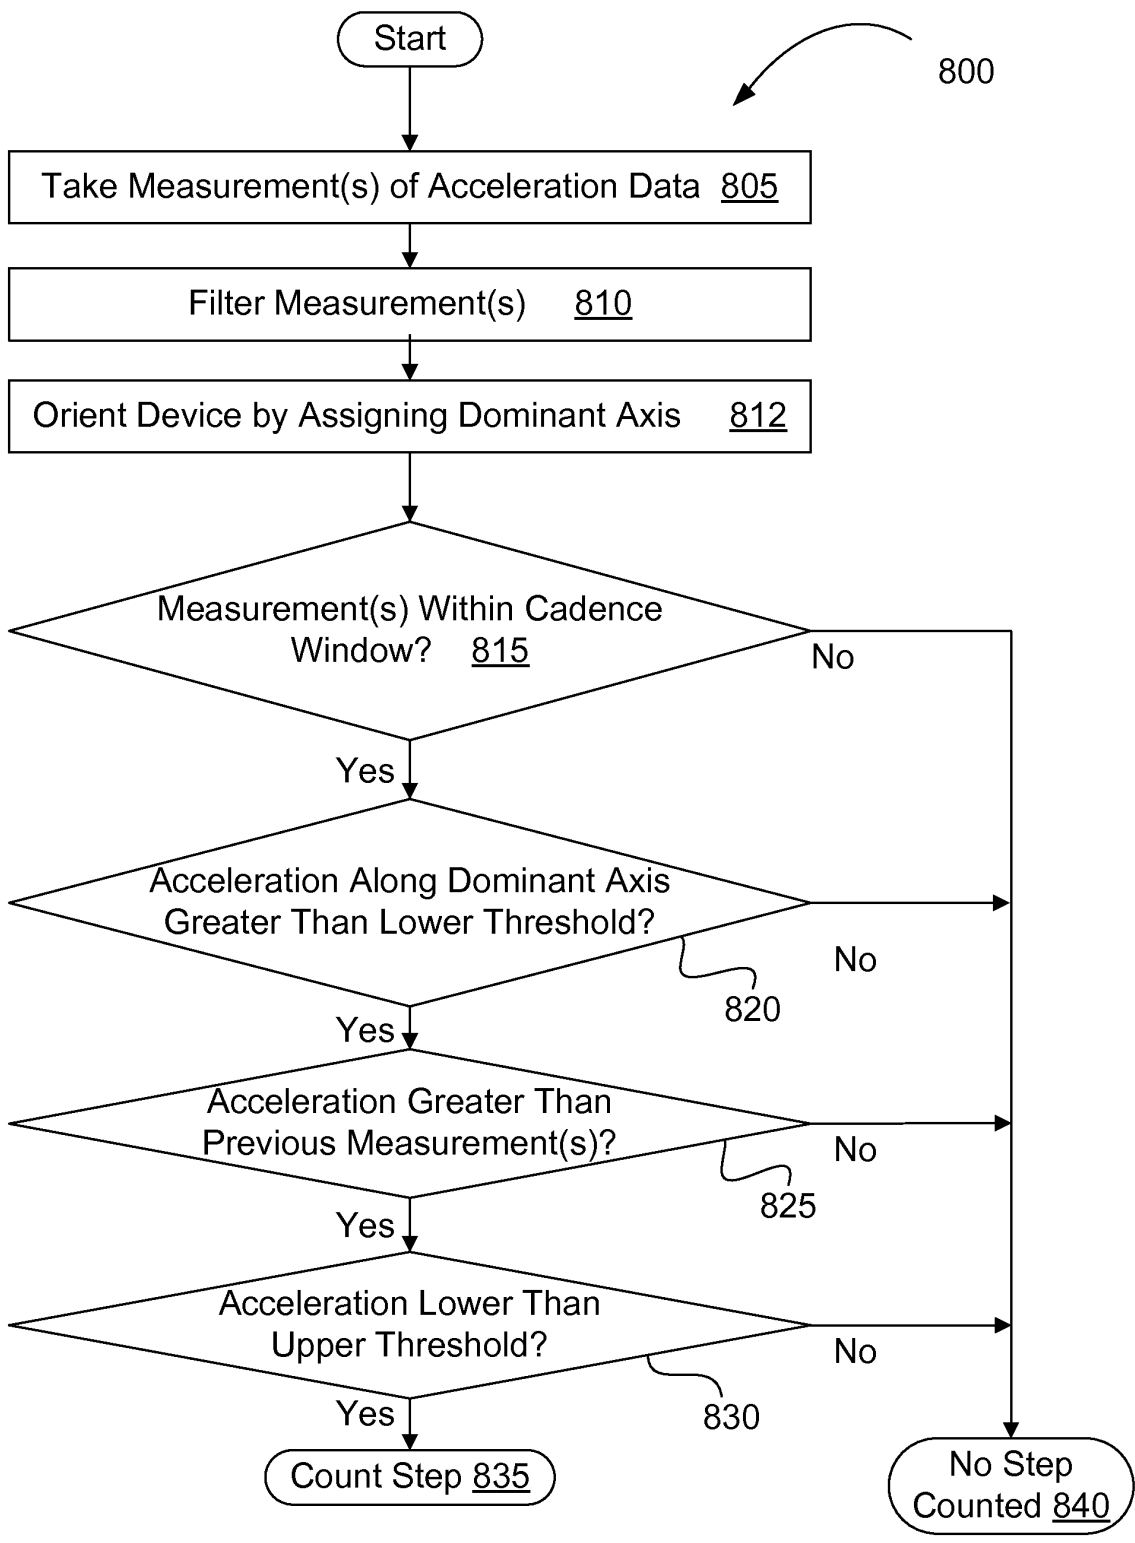 Start
800
Take Measurement(s) of Acceleration Data 805
Filter Measurement(s) 810
Orient Device by Assigning Dominant Axis 812
Measurement(s) Within Cadence
Window? 815
No
Yes
Acceleration Along Dominant Axis
Greater Than Lower Threshold?
No
820
Yes
Acceleration Greater Than
Previous Measurement(s)?
No
825
Yes
Acceleration Lower Than
Upper Threshold?
No
830
Yes
Count Step 835
No Step
Counted 840